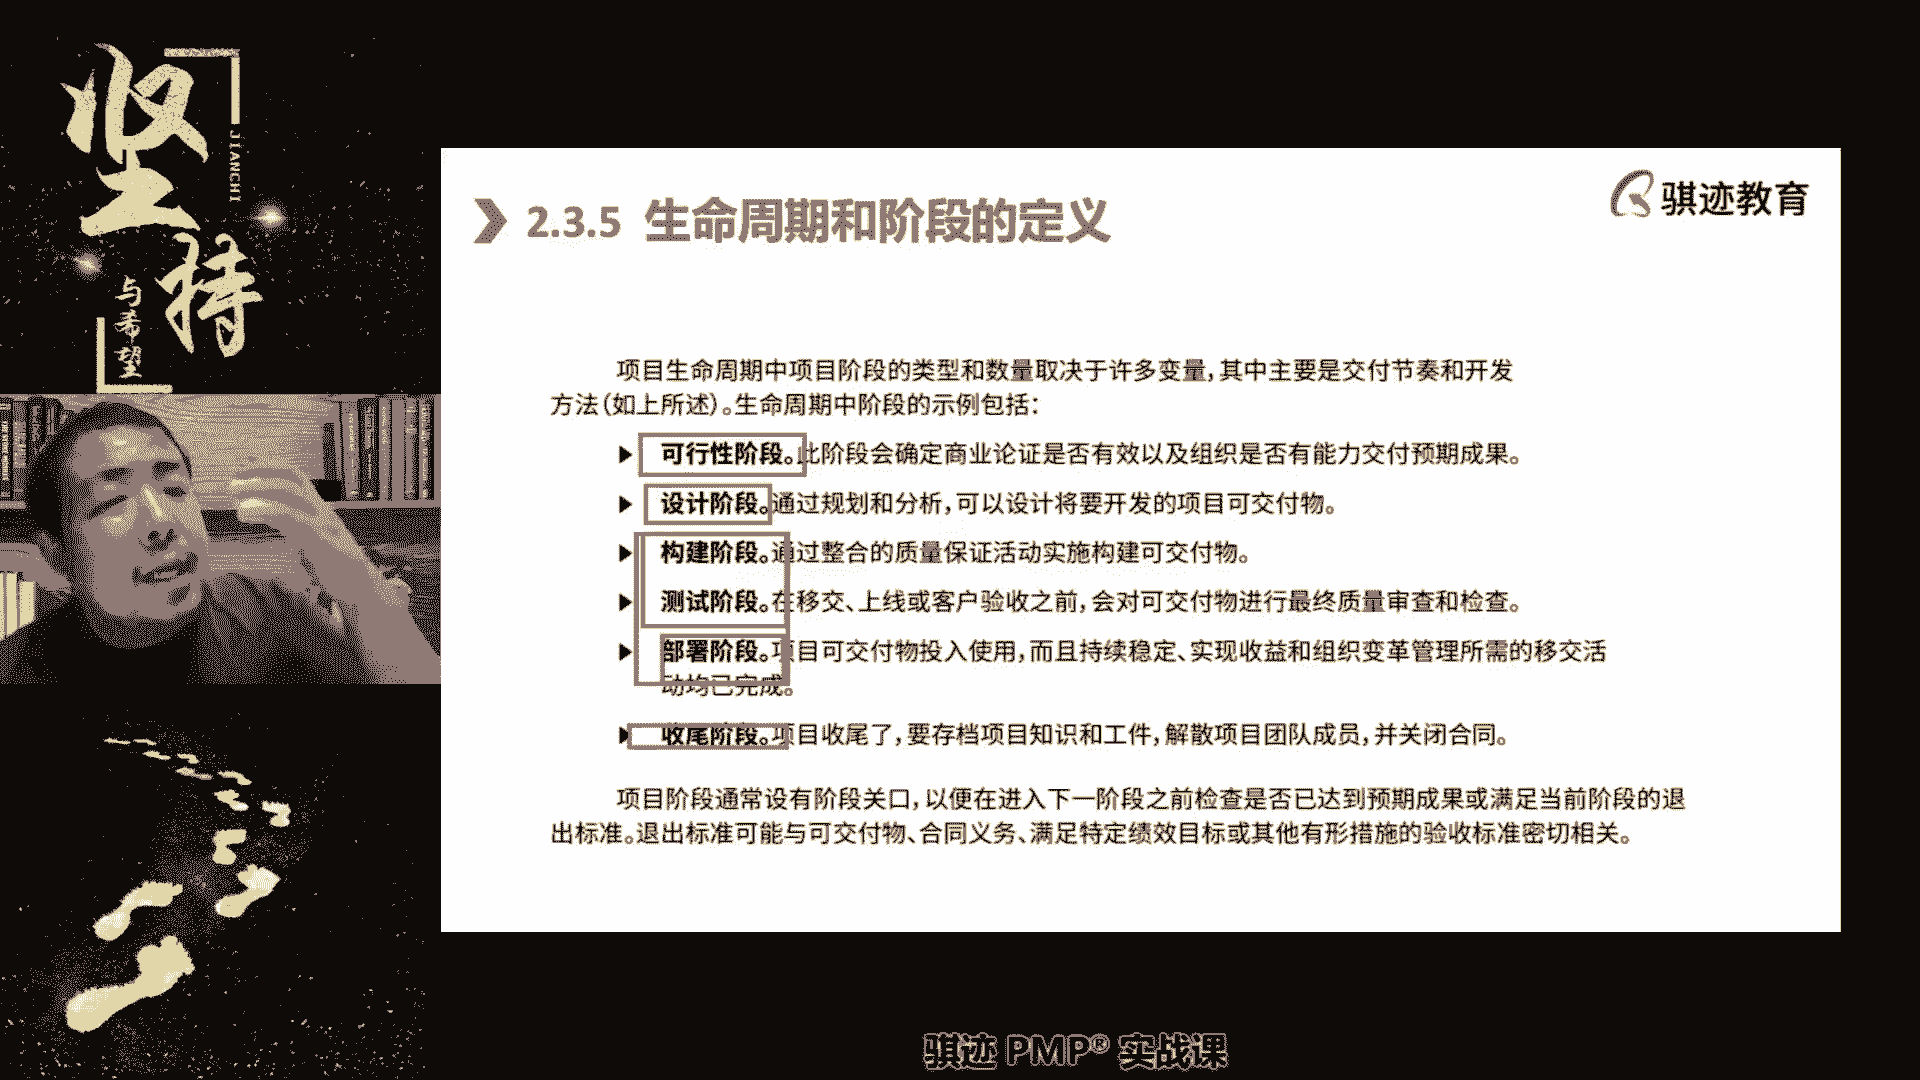 坚持
JIANCHI
与希望
骐迹教育
2.3.5 生命周期和阶段的定义
项目生命周期中项目阶段的类型和数量取决于许多变量，其中主要是交付节奏和开发
方法（如上所述）。生命周期中阶段的示例包括：
可行性阶段。此阶段会确定商业论证是否有效以及组织是否有能力交付预期成果。
设计阶段。通过规划和分析，可以设计将要开发的项目可交付物。
构建阶段。通过整合的质量保证活动实施构建可交付物。
测试阶段。在移交、上线或客户验收之前，会对可交付物进行最终质量审查和检查。
部署阶段。项目可交付物投入使用，而且持续稳定、实现收益和组织变革管理所需的移交活
动均已完成。
收尾阶段。项目收尾了，要存档项目知识和工件，解散项目团队成员，并关闭合同。
项目阶段通常设有阶段关口，以便在进入下一阶段之前检查是否已达到预期成果或满足当前阶段的退
出标准。退出标准可能与可交付物、合同义务、满足特定绩效目标或其他有形措施的验收标准密切相关。
骐迹 PMP® 实战课